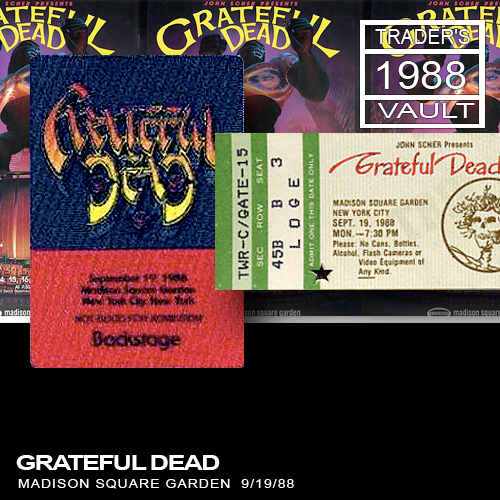 JOHN SCHER PRESENTS
GRATEFUL
DEAD
GRATEFUL
DEAD
TRADER'S
1988
VAULT
Grateful
Dead
September 19 1988
Madison Square Garden
New York City New York
NOT GOOD FOR ADMISSION
Backstage
TWR-C/GATE-15
SEC ROW SEAT
45B B 3
LOGE
ADMIT ONE THIS DATE ONLY
JOHN SCHER Presents
Grateful Dead
MADISON SQUARE GARDEN
NEW YORK CITY
SEPT. 19, 1988
MON.—7:30 PM
Please: No Cans, Bottles,
Alcohol, Flash Cameras or
Video Equipment of
Any Kind.
madison square garden
madison
GRATEFUL DEAD
MADISON SQUARE GARDEN 9/19/88